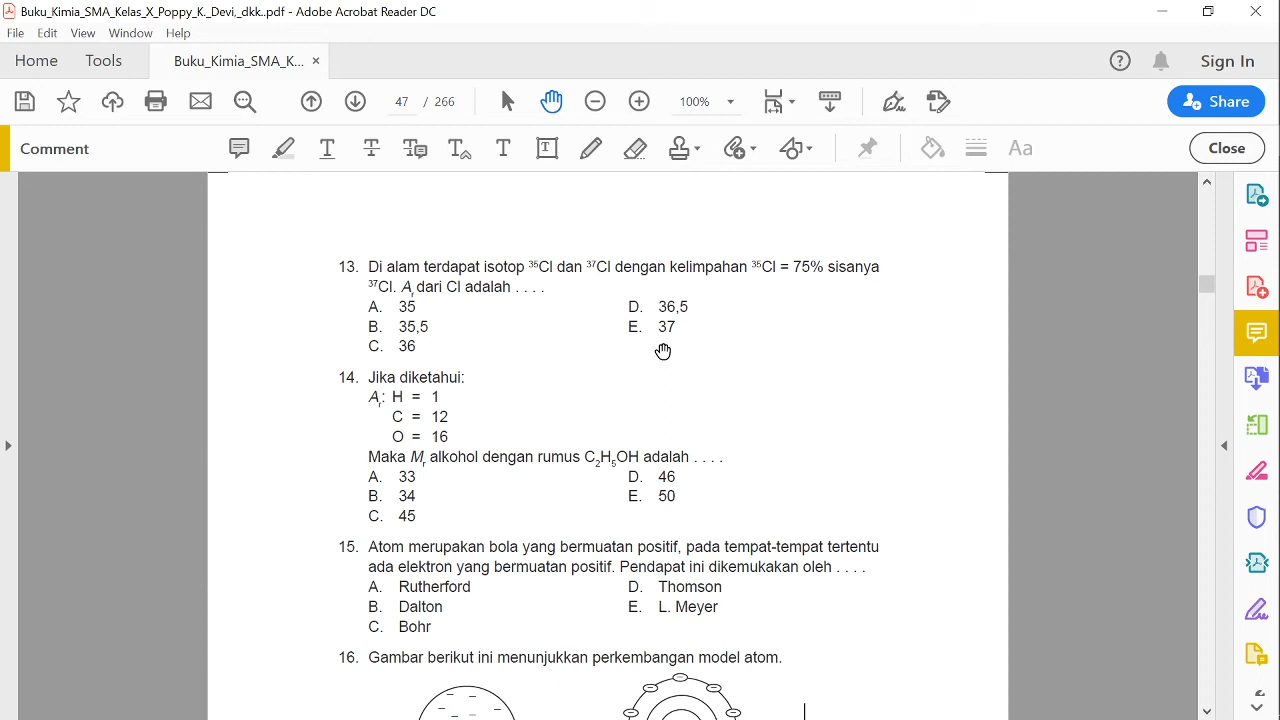 Buku_Kimia_SMA_Kelas_X_Poppy_K_Devi,_dkk..pdf - Adobe Acrobat Reader DC
File Edit View Window Help
Home Tools Buku_Kimia_SMA_K... × Sign In
47 / 266 100% Share
Comment Aa Close
13. Di alam terdapat isotop ³⁵Cl dan ³⁷Cl dengan kelimpahan ³⁵Cl = 75% sisanya
³⁷Cl. Aᵣ dari Cl adalah . . . .
A. 35 D. 36,5
B. 35,5 E. 37
C. 36
14. Jika diketahui:
Aᵣ: H = 1
C = 12
O = 16
Maka Mᵣ alkohol dengan rumus C₂H₅OH adalah . . . .
A. 33 D. 46
B. 34 E. 50
C. 45
15. Atom merupakan bola yang bermuatan positif, pada tempat-tempat tertentu
ada elektron yang bermuatan positif. Pendapat ini dikemukakan oleh . . . .
A. Rutherford D. Thomson
B. Dalton E. L. Meyer
C. Bohr
16. Gambar berikut ini menunjukkan perkembangan model atom.